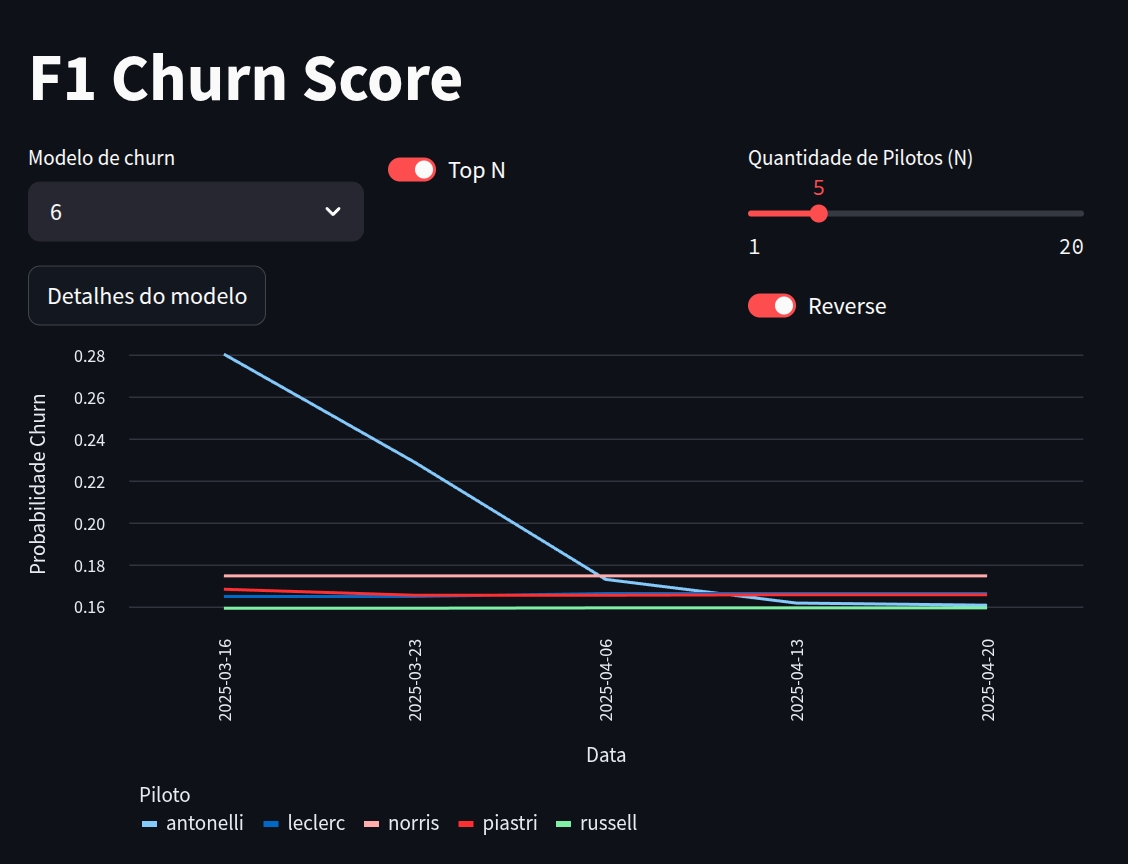 F1 Churn Score
Modelo de churn
6
Top N
Quantidade de Pilotos (N)
5
1
20
Detalhes do modelo
Reverse
Probabilidade Churn
0.28
0.26
0.24
0.22
0.20
0.18
0.16
2025-03-16
2025-03-23
2025-04-06
2025-04-13
2025-04-20
Data
Piloto
antonelli leclerc norris piastri russell